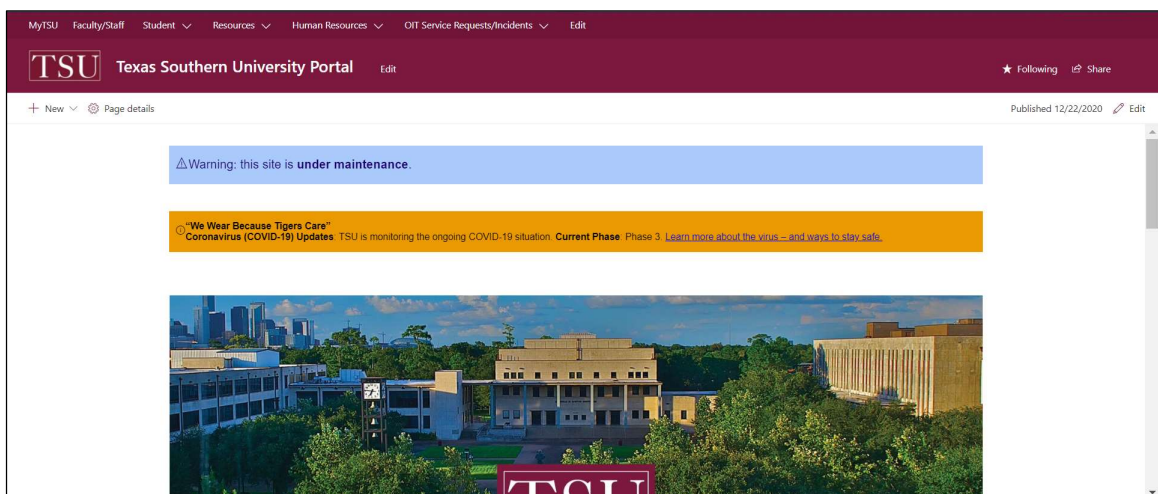 MyTSU Faculty/Staff Student Resources Human Resources OIT Service Requests/Incidents Edit
TSU Texas Southern University Portal Edit Following Share
New Page details Published 12/22/2020 Edit
Warning: this site is under maintenance.
“We Wear Because Tigers Care”
Coronavirus (COVID-19) Updates: TSU is monitoring the ongoing COVID-19 situation. Current Phase: Phase 3. Learn more about the virus – and ways to stay safe.
TSU